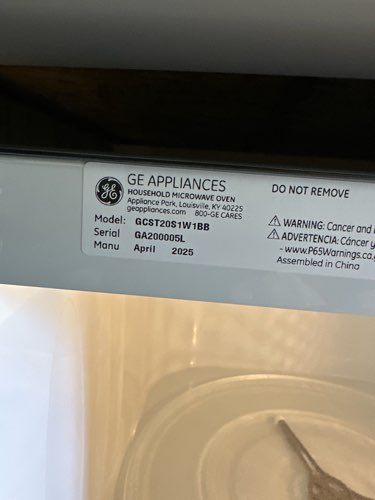 GE APPLIANCES
HOUSEHOLD MICROWAVE OVEN
Appliance Park, Louisville, KY 40225
geappliances.com 800-GE CARES
Model: GCST20S1W1BB
Serial GA200005L
Manu April 2025
DO NOT REMOVE
⚠ WARNING: Cancer and
⚠ ADVERTENCIA: Cáncer y
- www.P65Warnings.ca.g
Assembled in China